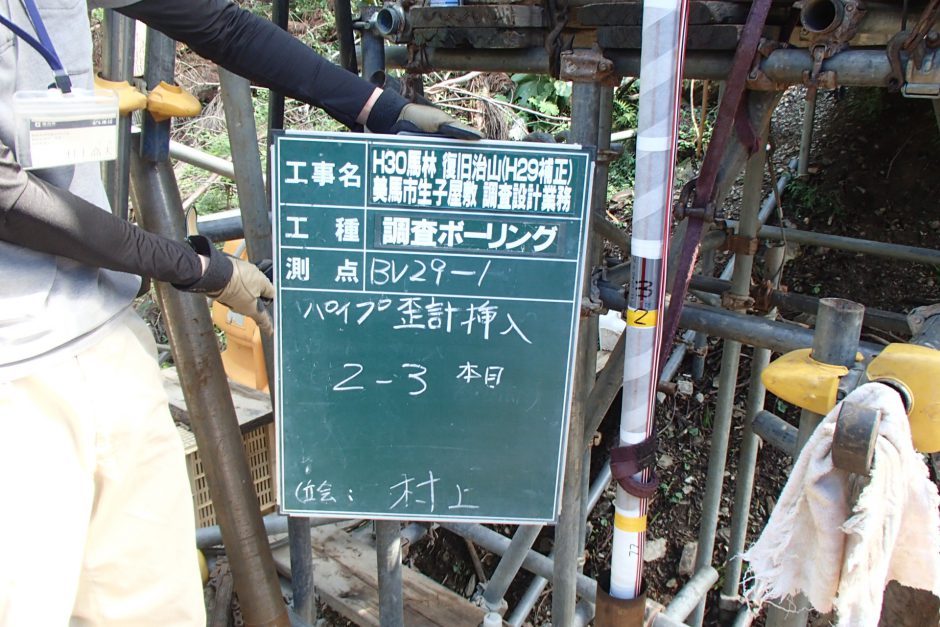 工事名
H30馬林 復旧治山(H29補正)
美馬市生子屋敷 調査設計業務
工 種 調査ボーリング
測 点 BV29-1
パイプ歪計挿入
2-3 本目
立会: 村上
3
2
22